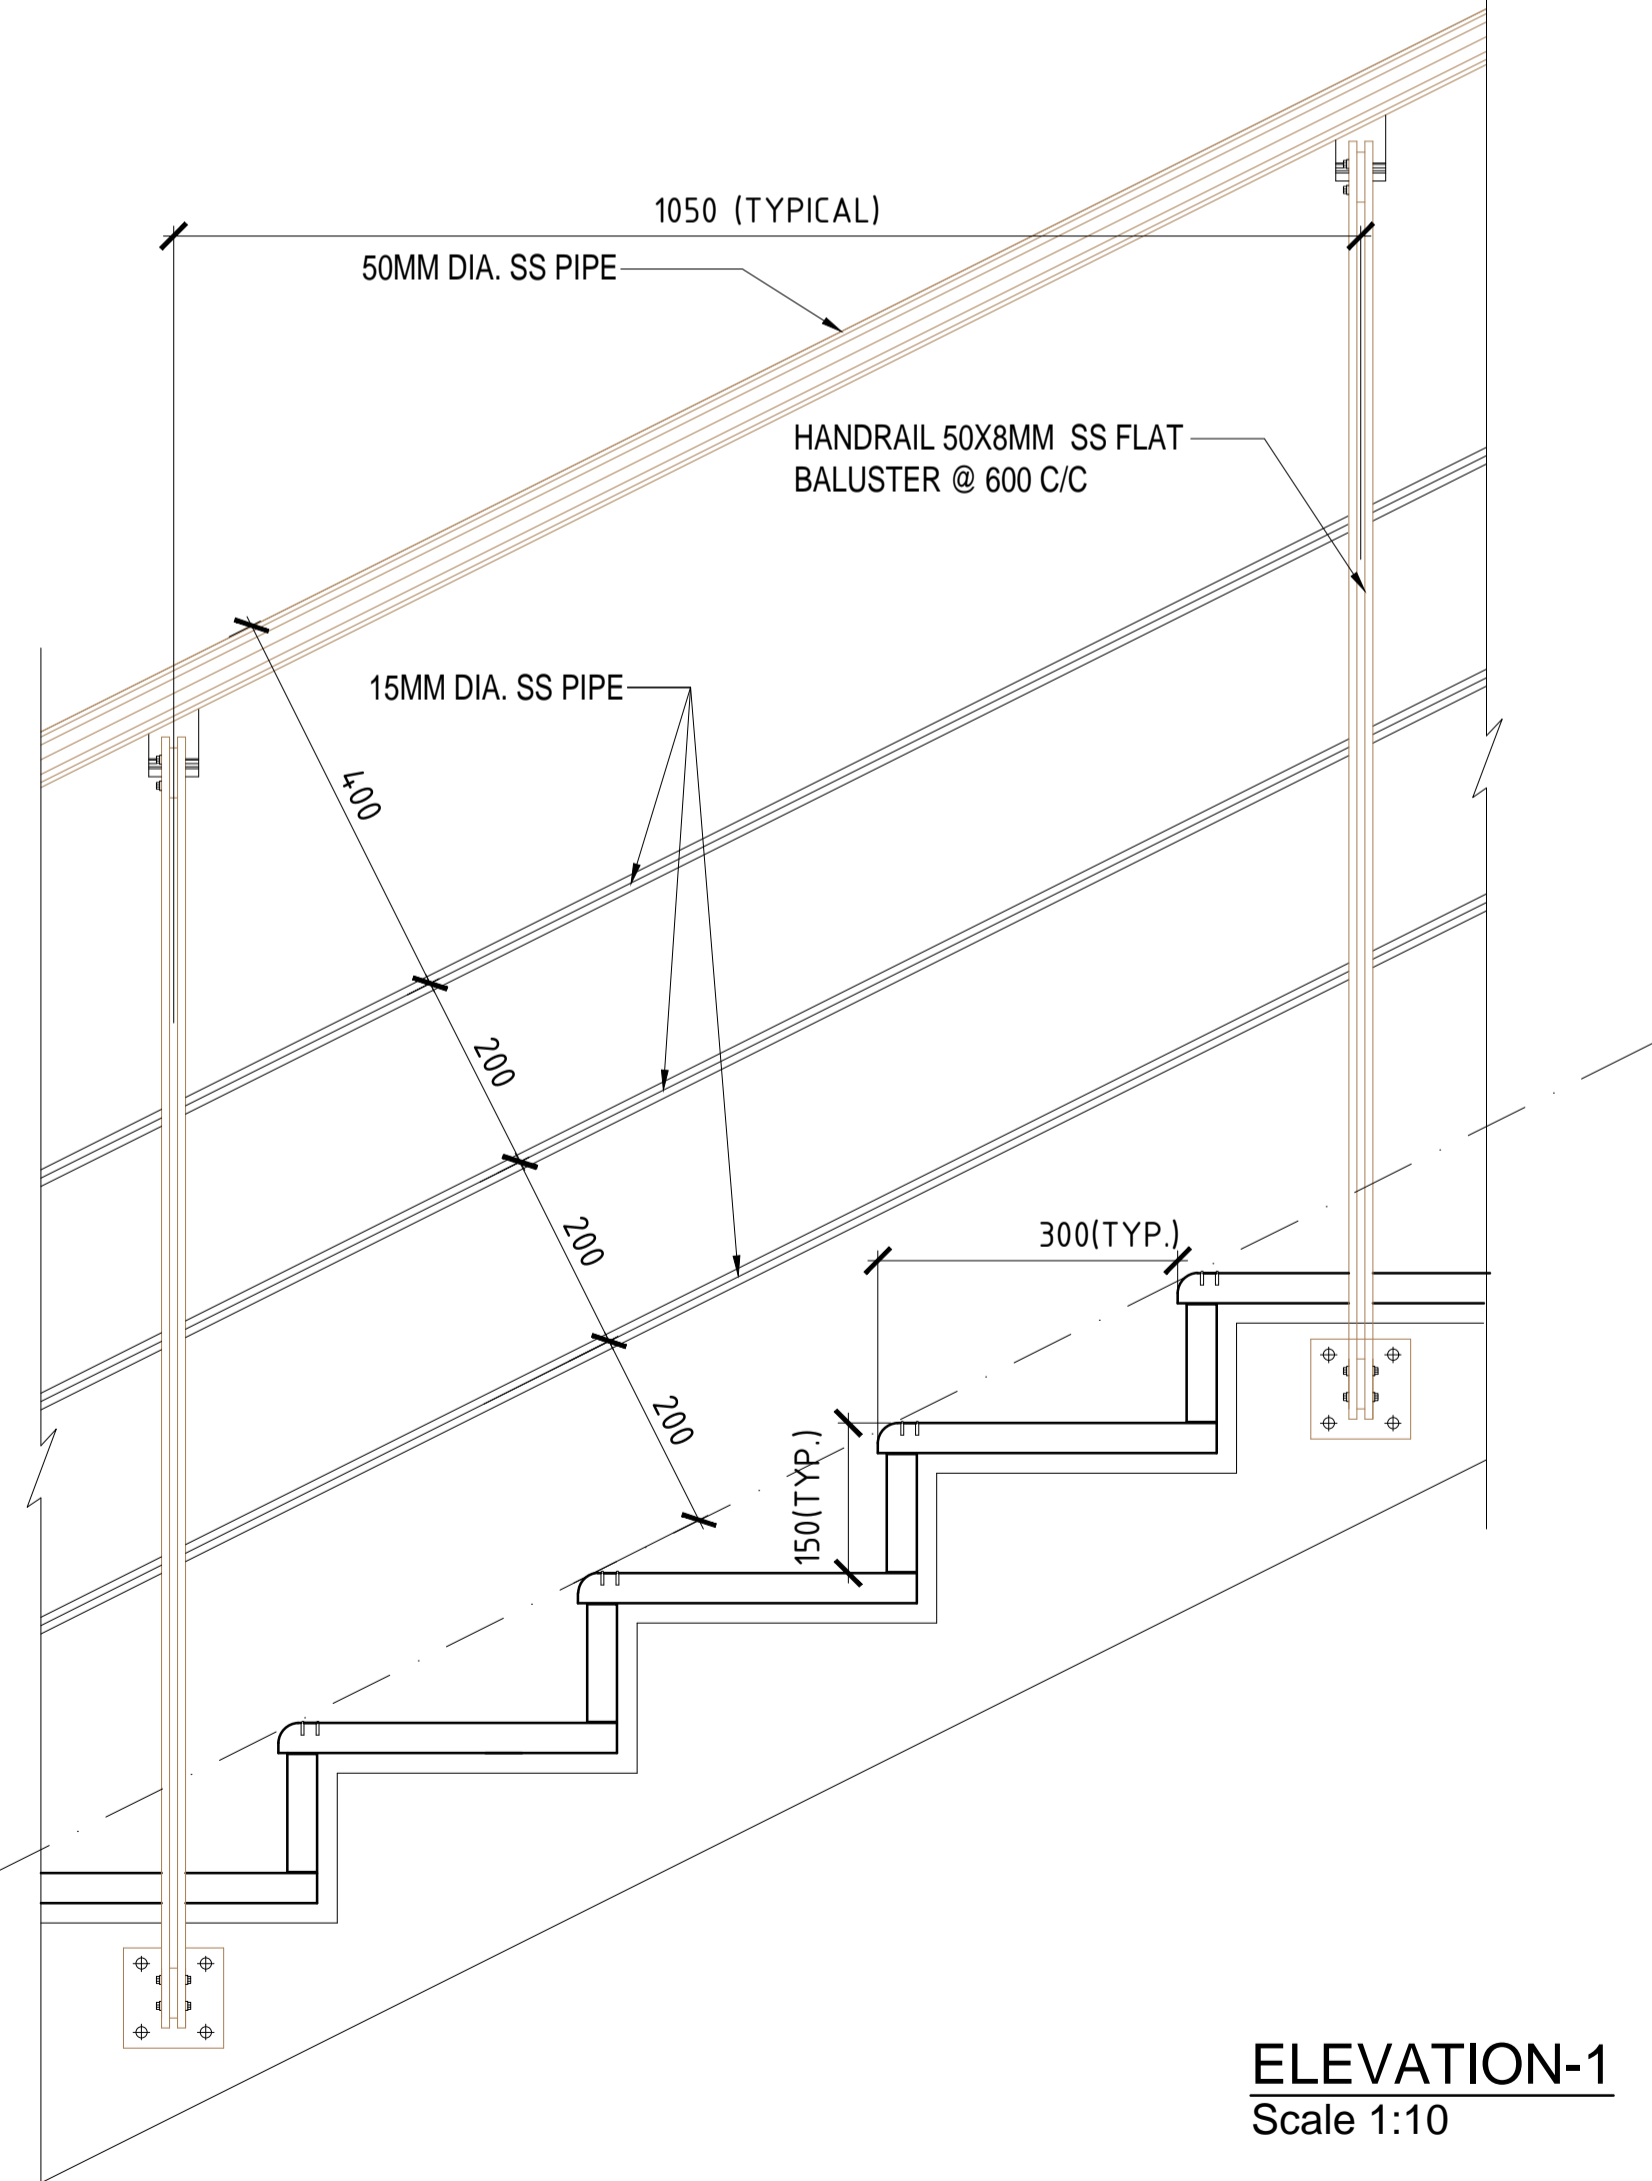 1050 (TYPICAL)
50MM DIA. SS PIPE
HANDRAIL 50X8MM SS FLAT
BALUSTER @ 600 C/C
15MM DIA. SS PIPE
400
200
200
200
300(TYP.)
150(TYP.)
ELEVATION-1
Scale 1:10